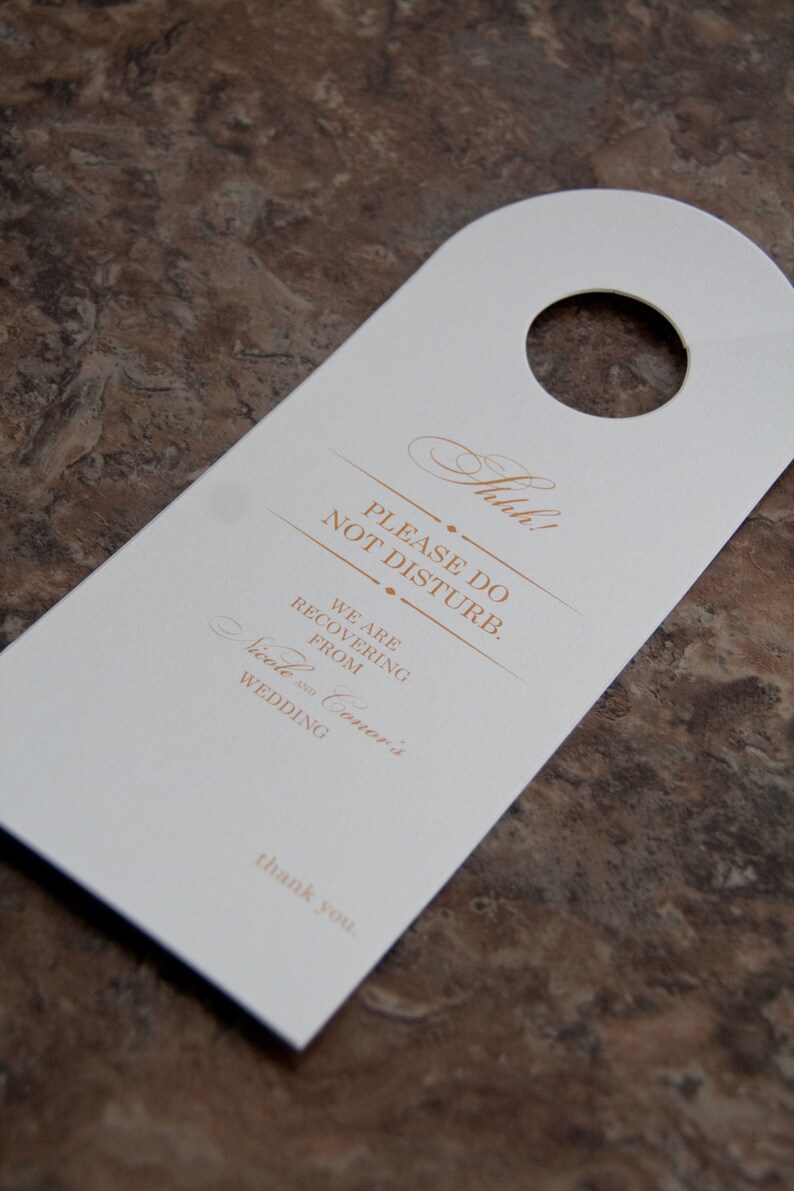 Shhh!
PLEASE DO
NOT DISTURB.
WE ARE
RECOVERING
FROM
Nicole AND Conor's
WEDDING
thank you.